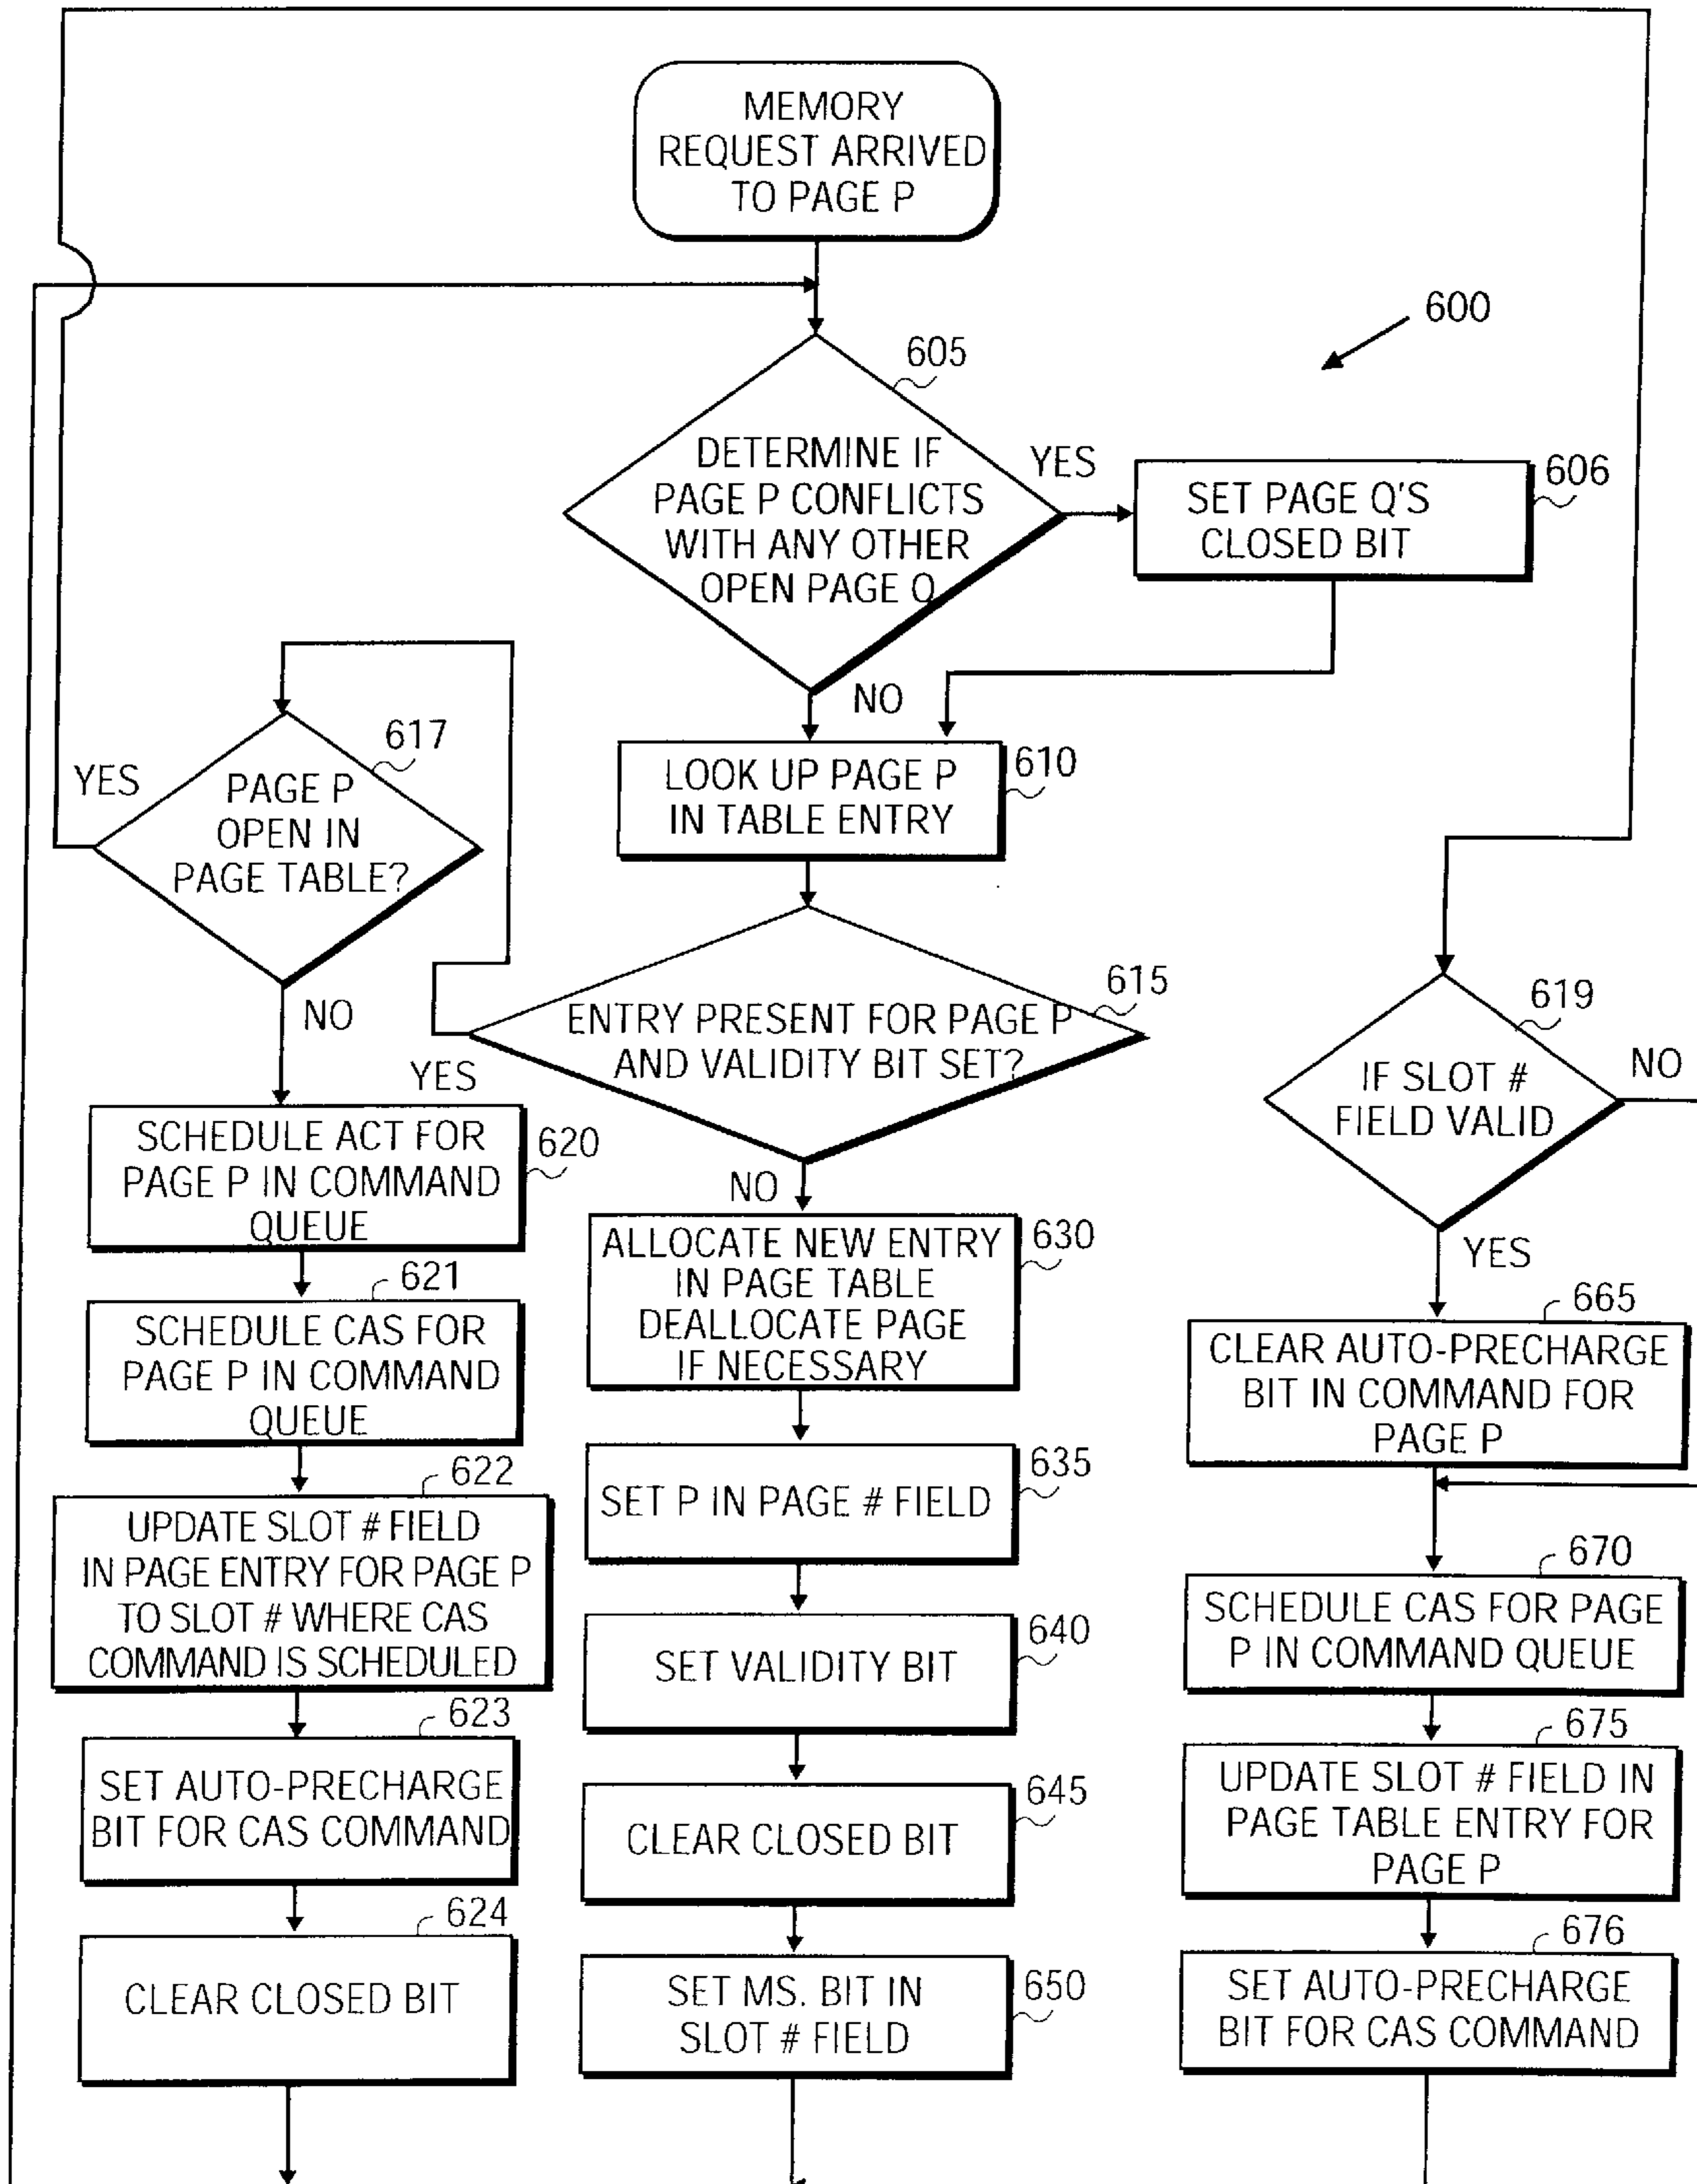 MEMORY
REQUEST ARRIVED
TO PAGE P
600
605
DETERMINE IF
PAGE P CONFLICTS
WITH ANY OTHER
OPEN PAGE Q
YES
SET PAGE Q'S
CLOSED BIT
606
NO
617
YES
PAGE P
OPEN IN
PAGE TABLE?
NO
LOOK UP PAGE P
IN TABLE ENTRY
610
615
ENTRY PRESENT FOR PAGE P
AND VALIDITY BIT SET?
YES
NO
619
IF SLOT #
FIELD VALID
NO
YES
SCHEDULE ACT FOR
PAGE P IN COMMAND
QUEUE
620
621
SCHEDULE CAS FOR
PAGE P IN COMMAND
QUEUE
622
UPDATE SLOT # FIELD
IN PAGE ENTRY FOR PAGE P
TO SLOT # WHERE CAS
COMMAND IS SCHEDULED
623
SET AUTO-PRECHARGE
BIT FOR CAS COMMAND
624
CLEAR CLOSED BIT
ALLOCATE NEW ENTRY
IN PAGE TABLE
DEALLOCATE PAGE
IF NECESSARY
630
SET P IN PAGE # FIELD
635
SET VALIDITY BIT
640
CLEAR CLOSED BIT
645
SET MS. BIT IN
SLOT # FIELD
650
665
CLEAR AUTO-PRECHARGE
BIT IN COMMAND FOR
PAGE P
670
SCHEDULE CAS FOR PAGE
P IN COMMAND QUEUE
675
UPDATE SLOT # FIELD IN
PAGE TABLE ENTRY FOR
PAGE P
676
SET AUTO-PRECHARGE
BIT FOR CAS COMMAND